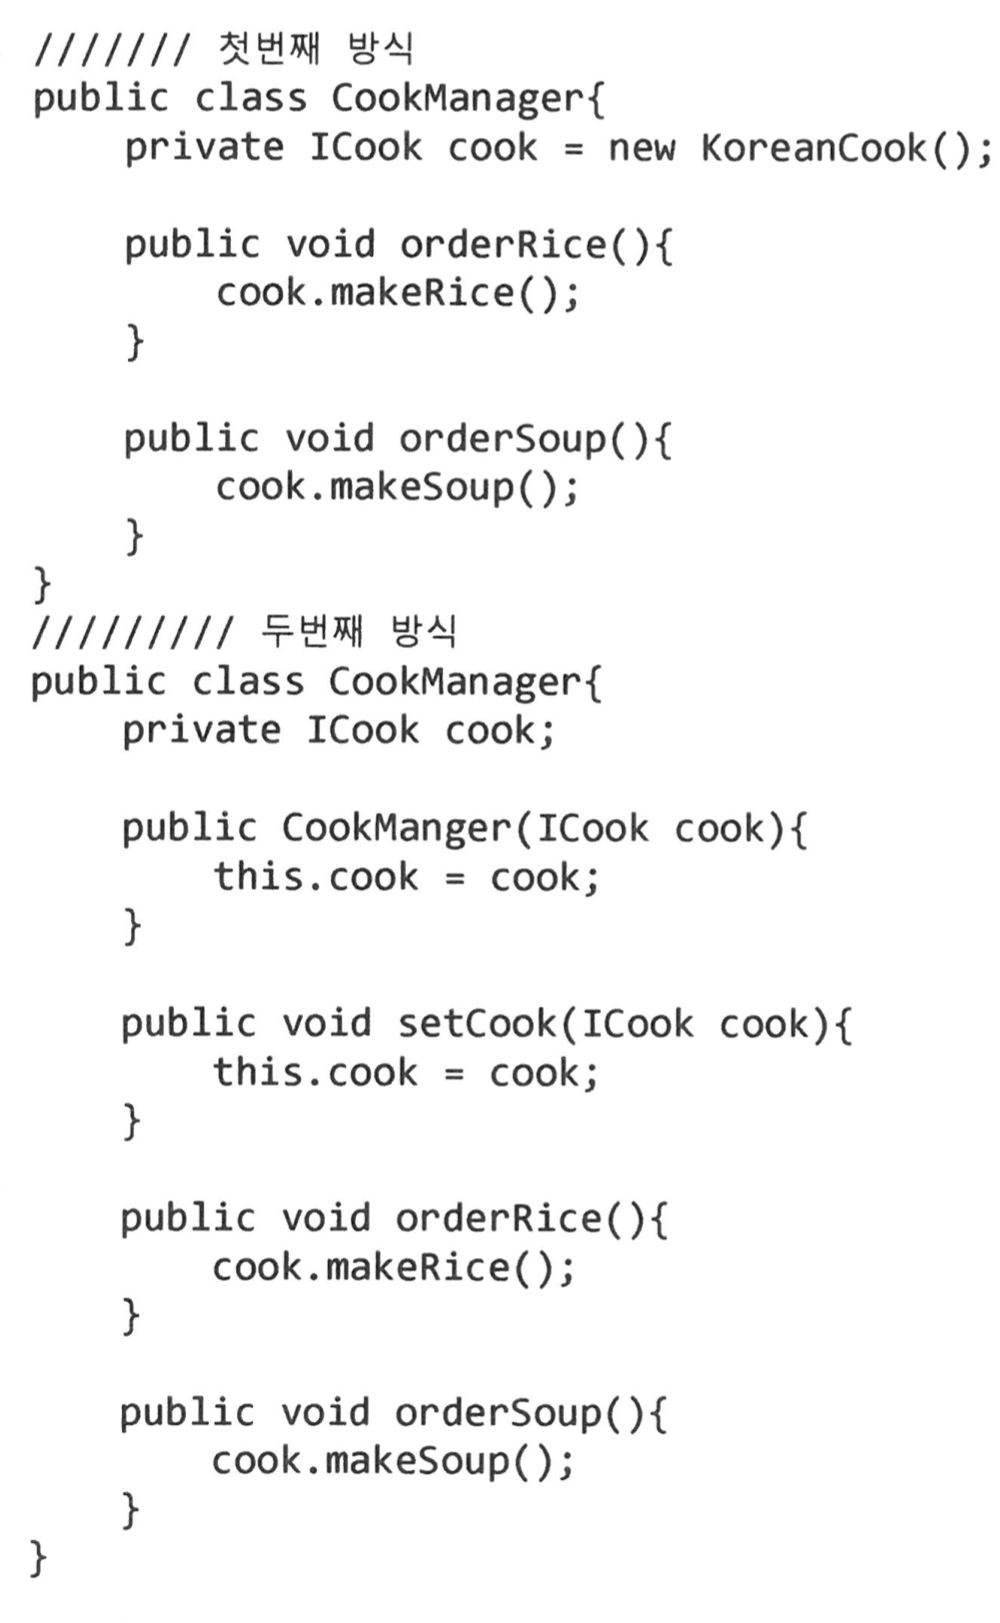 /////// 첫번째 방식
public class CookManager{
    private ICook cook = new KoreanCook();

    public void orderRice(){
        cook.makeRice();
    }

    public void orderSoup(){
        cook.makeSoup();
    }
}
///////// 두번째 방식
public class CookManager{
    private ICook cook;

    public CookManger(ICook cook){
        this.cook = cook;
    }

    public void setCook(ICook cook){
        this.cook = cook;
    }

    public void orderRice(){
        cook.makeRice();
    }

    public void orderSoup(){
        cook.makeSoup();
    }
}